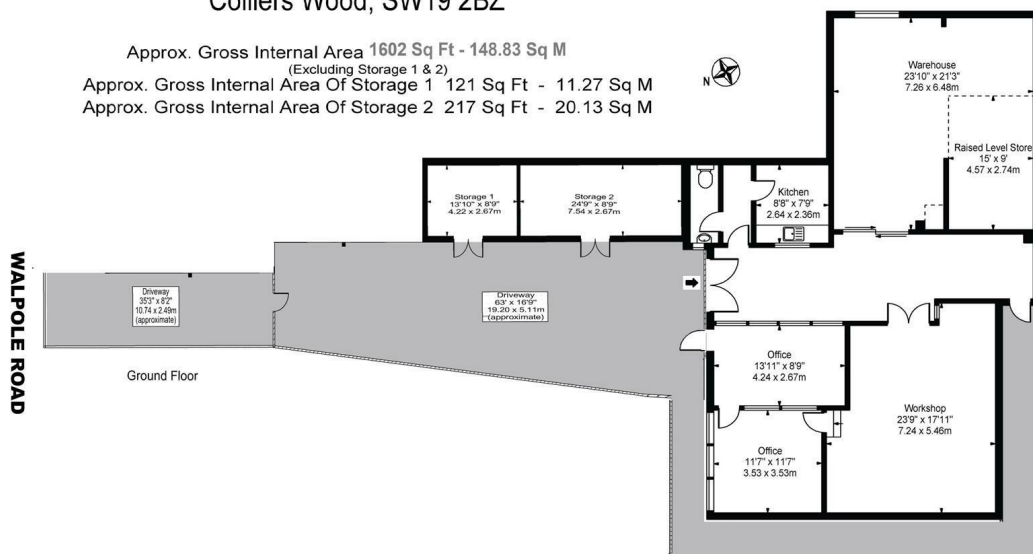 Colliers Wood, SW19 2BZ
Approx. Gross Internal Area 1602 Sq Ft - 148.83 Sq M
(Excluding Storage 1 & 2)
Approx. Gross Internal Area Of Storage 1 121 Sq Ft - 11.27 Sq M
Approx. Gross Internal Area Of Storage 2 217 Sq Ft - 20.13 Sq M
N
Warehouse
23'10" x 21'3"
7.26 x 6.48m
Raised Level Store
15' x 9'
4.57 x 2.74m
Storage 1
13'10" x 8'9"
4.22 x 2.67m
Storage 2
24'9" x 8'9"
7.54 x 2.67m
Kitchen
8'8" x 7'9"
2.64 x 2.36m
WALPOLE ROAD
Driveway
35'3" x 8'2"
10.74 x 2.49m
(approximate)
Driveway
63' x 16'9"
19.20 x 5.11m
(approximate)
Ground Floor
Office
13'11" x 8'9"
4.24 x 2.67m
Workshop
23'9" x 17'11"
7.24 x 5.46m
Office
11'7" x 11'7"
3.53 x 3.53m